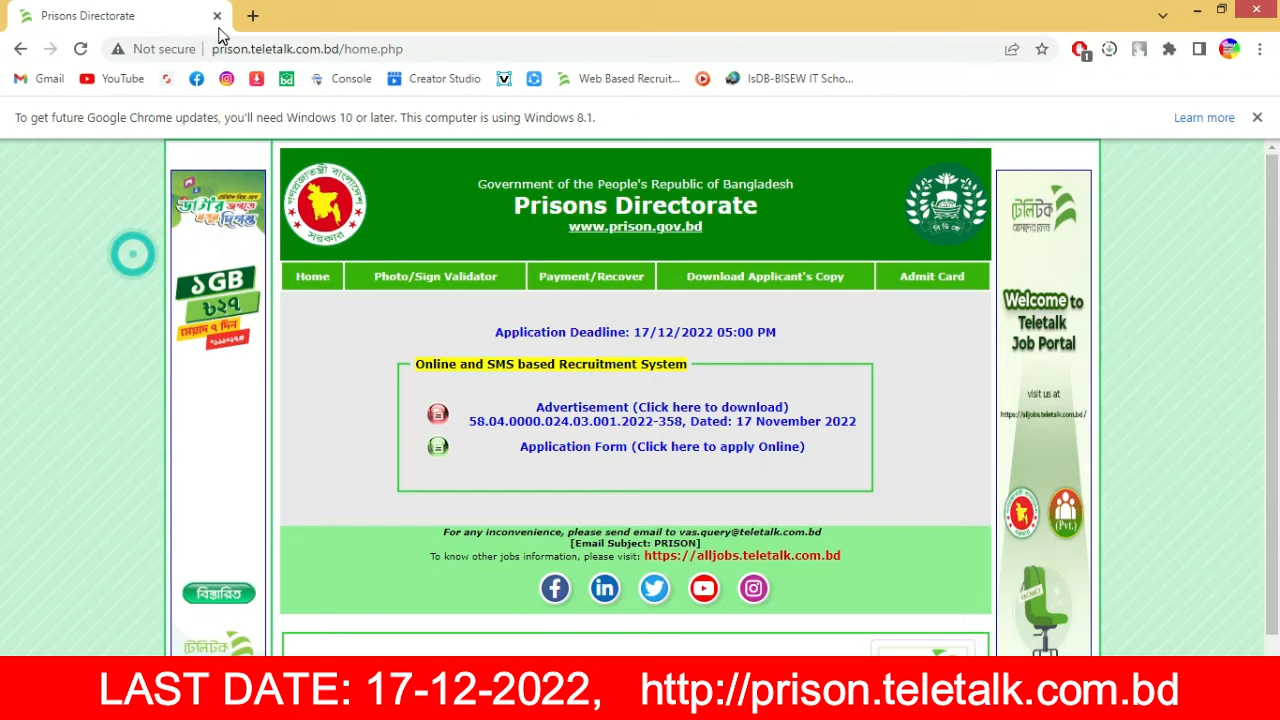 Prisons Directorate
Not secure prison.teletalk.com.bd/home.php
1
Gmail YouTube Console Creator Studio Web Based Recruit... IsDB-BISEW IT Scho...
To get future Google Chrome updates, you'll need Windows 10 or later. This computer is using Windows 8.1. Learn more
Government of the People's Republic of Bangladesh
Prisons Directorate
www.prison.gov.bd
Home Photo/Sign Validator Payment/Recover Download Applicant's Copy Admit Card
Application Deadline: 17/12/2022 05:00 PM
Online and SMS based Recruitment System
Advertisement (Click here to download)
58.04.0000.024.03.001.2022-358, Dated: 17 November 2022
Application Form (Click here to apply Online)
For any inconvenience, please send email to vas.query@teletalk.com.bd
[Email Subject: PRISON]
To know other jobs information, please visit: https://alljobs.teletalk.com.bd
১GB
৳২৭
মেয়াদ ৭ দিন
বিস্তারিত
টেলিটক
টেলিটক
Welcome to
Teletalk
Job Portal
visit us at
https://alljobs.teletalk.com.bd/
(Pvt.)
VACANCY
LAST DATE: 17-12-2022, http://prison.teletalk.com.bd